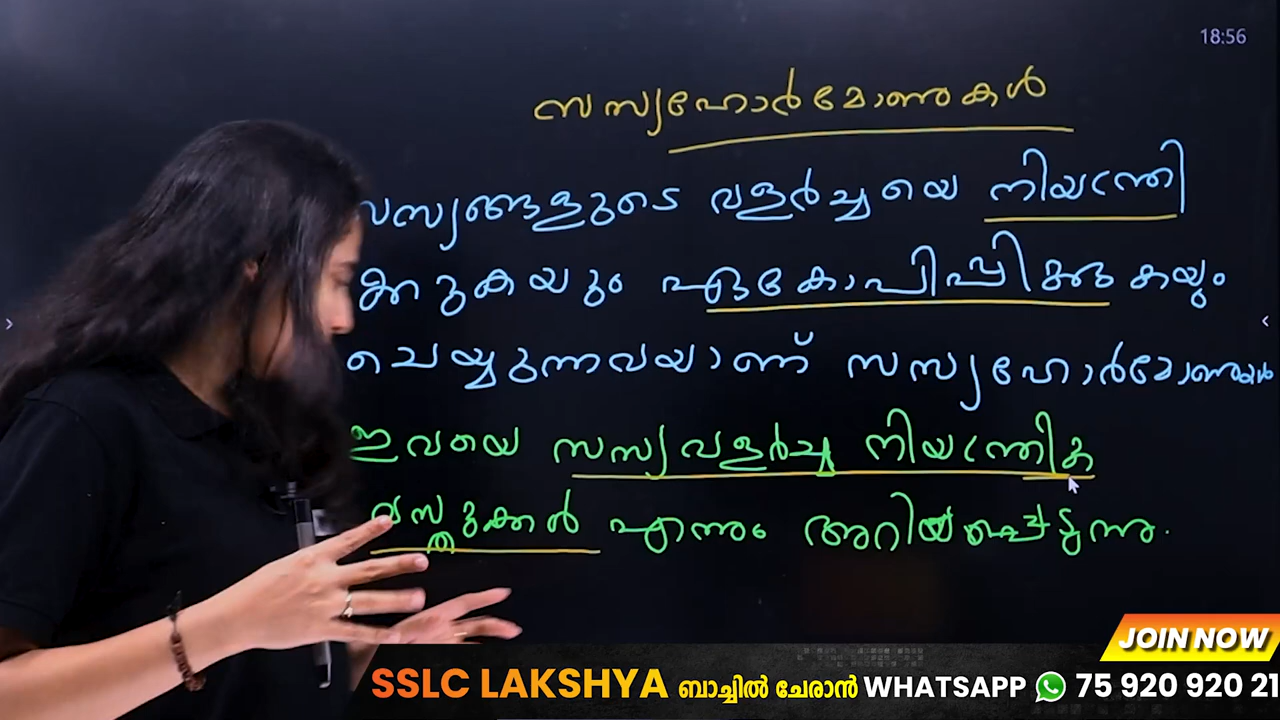 18:56
സസ്യഹോർമോണുകൾ
സസ്യങ്ങളുടെ വളർച്ചയെ നിയന്ത്രി
ക്കുകയും ഏകോപിപ്പിക്കുകയും
ചെയ്യുന്നവയാണ് സസ്യഹോർമോണുകൾ
ഇവയെ സസ്യവളർച്ച നിയന്ത്രിക
വസ്തുക്കൾ എന്നും അറിയപ്പെടുന്നു.
JOIN NOW
SSLC LAKSHYA ബാച്ചിൽ ചേരാൻ WHATSAPP 75 920 920 21